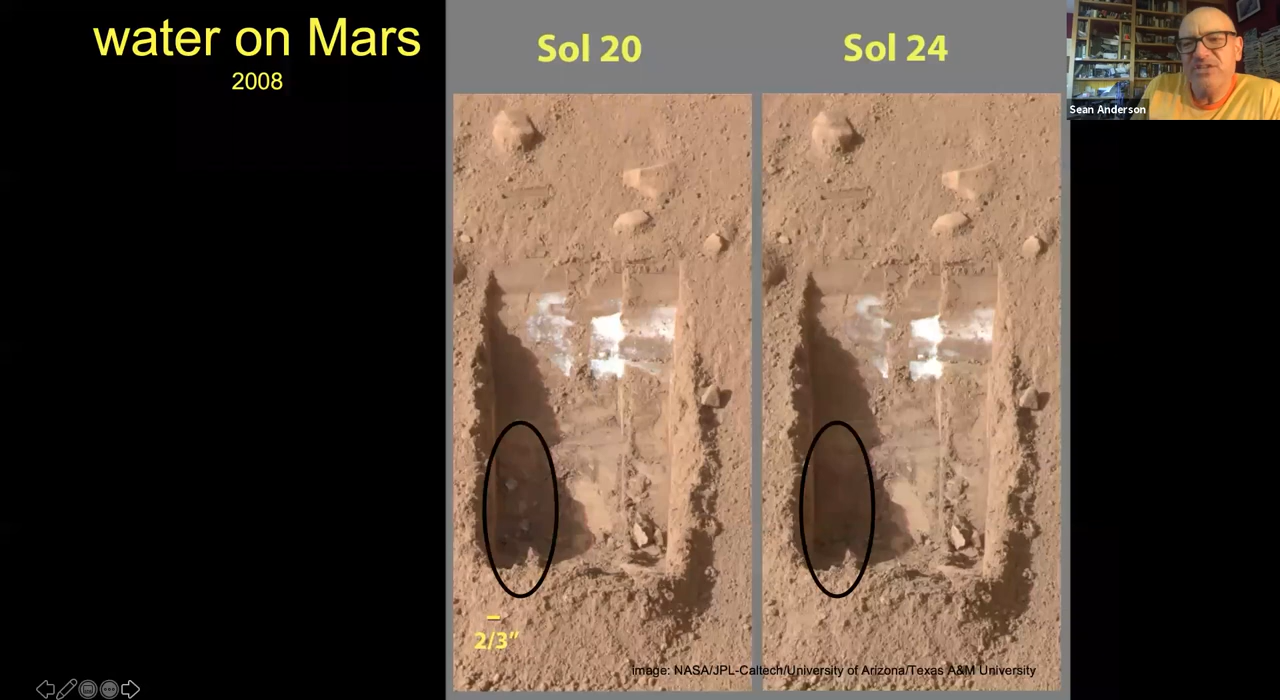 water on Mars
2008
Sol 20
Sol 24
Sean Anderson
2/3″
image: NASA/JPL-Caltech/University of Arizona/Texas A&M University